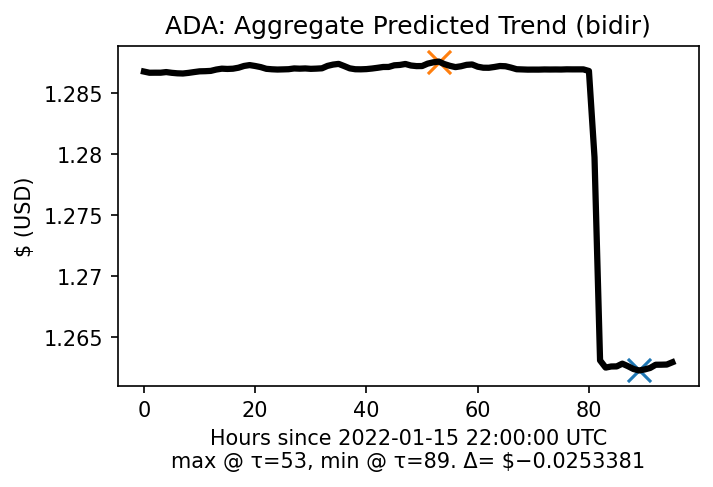 ADA: Aggregate Predicted Trend (bidir)
$ (USD)
1.285
1.28
1.275
1.27
1.265
0 20 40 60 80
Hours since 2022-01-15 22:00:00 UTC
max @ τ=53, min @ τ=89. Δ= $−0.0253381